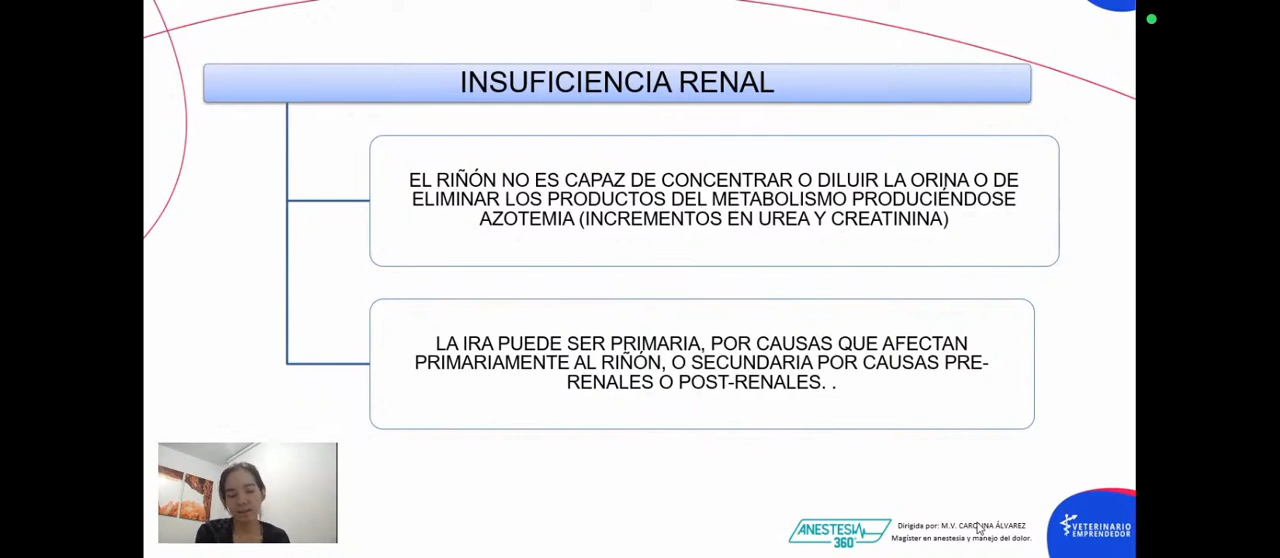 INSUFICIENCIA RENAL
EL RIÑÓN NO ES CAPAZ DE CONCENTRAR O DILUIR LA ORINA O DE
ELIMINAR LOS PRODUCTOS DEL METABOLISMO PRODUCIÉNDOSE
AZOTEMIA (INCREMENTOS EN UREA Y CREATININA)
LA IRA PUEDE SER PRIMARIA, POR CAUSAS QUE AFECTAN
PRIMARIAMENTE AL RIÑÓN, O SECUNDARIA POR CAUSAS PRE-
RENALES O POST-RENALES. .
ANESTESIA
360°
Dirigida por: M.V. CAROLINA ÁLVAREZ
Magíster en anestesia y manejo del dolor.
VETERINARIO
EMPRENDEDOR